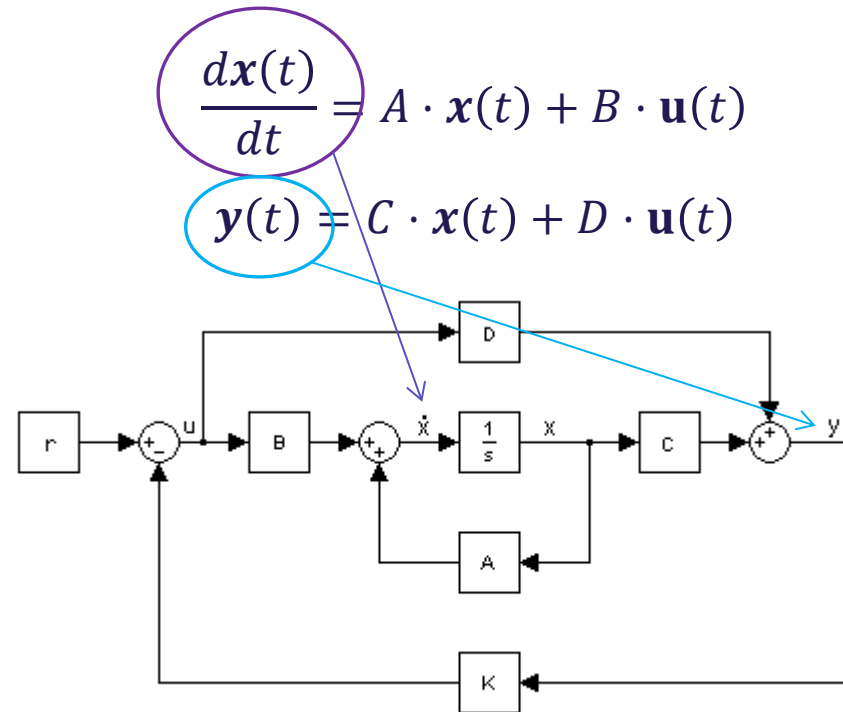 d𝒙(t)/dt = A · 𝒙(t) + B · 𝐮(t)
𝒚(t) = C · 𝒙(t) + D · 𝐮(t)
D
r
+
−
u
B
+
+
ẋ
1/s
x
C
+
+
y
A
K